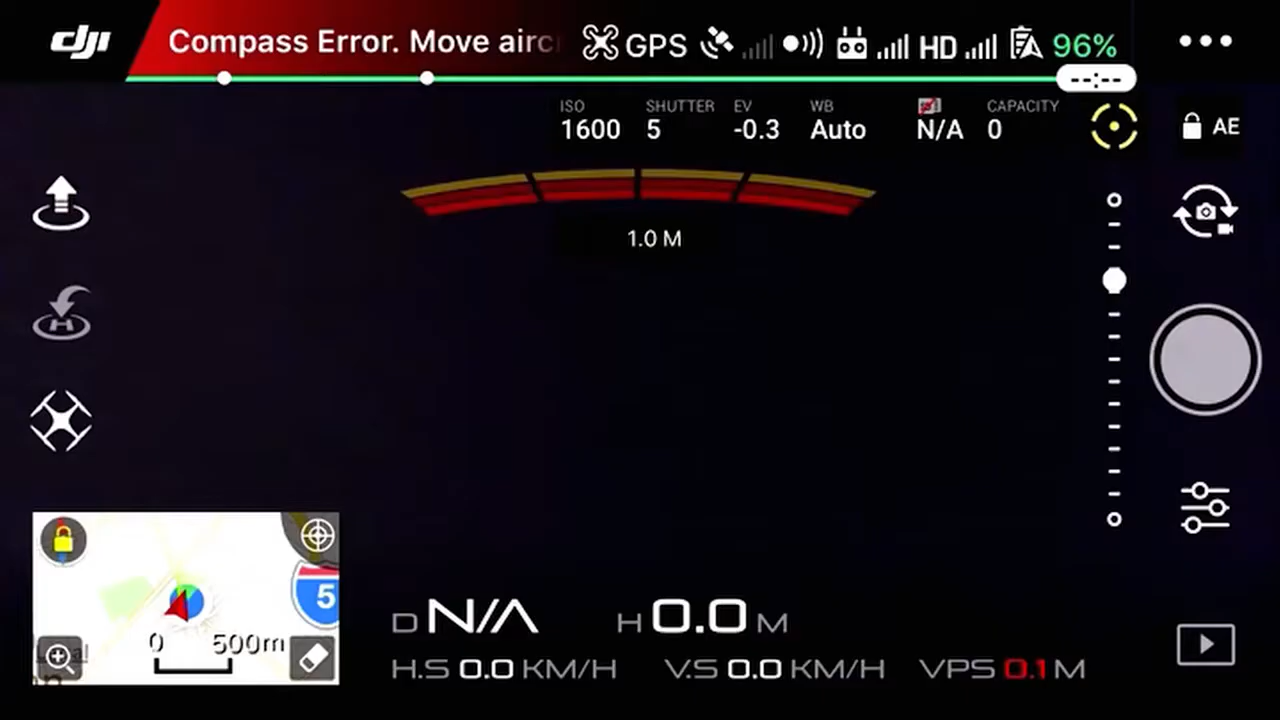 dji Compass Error. Move airc GPS HD 96%
--:--
ISO SHUTTER EV WB CAPACITY
1600 5 -0.3 Auto N/A 0
AE
1.0 M
5
0 500m
D N/A H 0.0 M
H.S 0.0 KM/H V.S 0.0 KM/H VPS 0.1 M